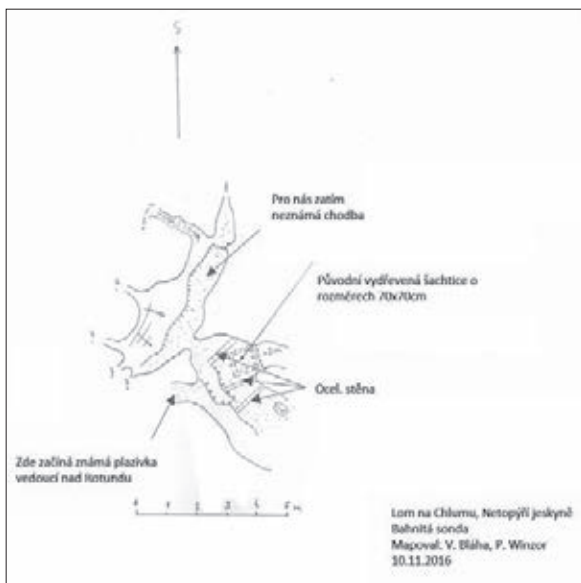 S
Pro nás zatím
neznámá chodba
Původní vydřevená šachtice o
rozměrech 70x70cm
Ocel. stěna
Zde začíná známá plazivka
vedoucí nad Rotundu
Lom na Chlumu, Netopýří jeskyně
Bahnitá sonda
Mapoval: V. Bláha, P. Winzor
10.11.2016